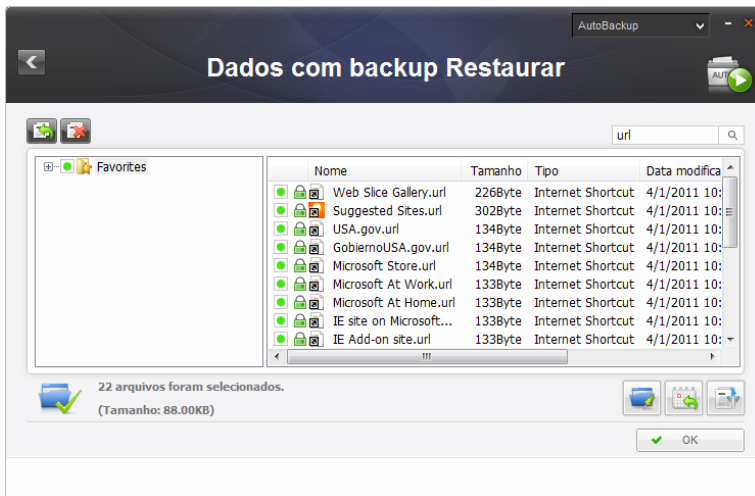 AutoBackup
Dados com backup Restaurar
AUT
url
Favorites
Nome Tamanho Tipo Data modifica
Web Slice Gallery.url 226Byte Internet Shortcut 4/1/2011 10:
Suggested Sites.url 302Byte Internet Shortcut 4/1/2011 10:
USA.gov.url 134Byte Internet Shortcut 4/1/2011 10:
GobiernoUSA.gov.url 134Byte Internet Shortcut 4/1/2011 10:
Microsoft Store.url 134Byte Internet Shortcut 4/1/2011 10:
Microsoft At Work.url 133Byte Internet Shortcut 4/1/2011 10:
Microsoft At Home.url 133Byte Internet Shortcut 4/1/2011 10:
IE site on Microsoft... 133Byte Internet Shortcut 4/1/2011 10:
IE Add-on site.url 133Byte Internet Shortcut 4/1/2011 10:
22 arquivos foram selecionados.
(Tamanho: 88.00KB)
OK